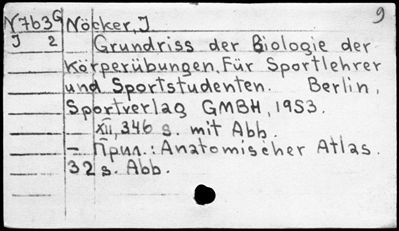 9
И763G Nöcker, J
J 2 Grundriss der Biologie der
Körperübungen, Für Sportlehrer
und Sportstudenten. Berlin,
Sportverlag GMBH, 1953.
XII, 346 s. mit Abb.
– Прил.: Anatomischer Atlas.
32 s. Abb.